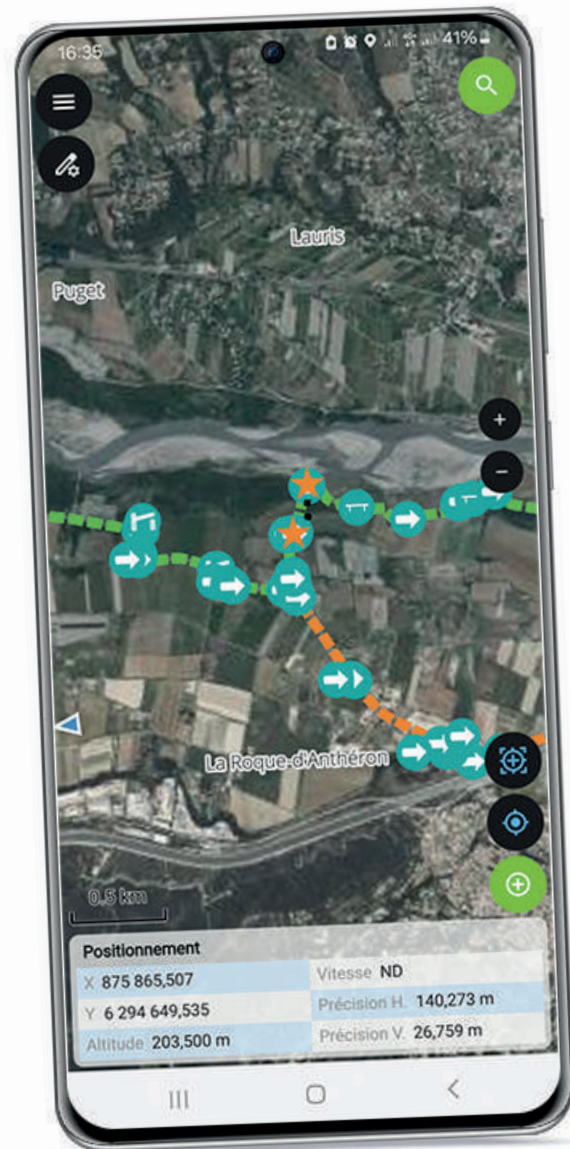 16:35
41%
Lauris
Puget
La Roque-d'Anthéron
0.5 km
Positionnement
X 875 865,507
Vitesse ND
Y 6 294 649,535
Précision H. 140,273 m
Altitude 203,500 m
Précision V. 26,759 m